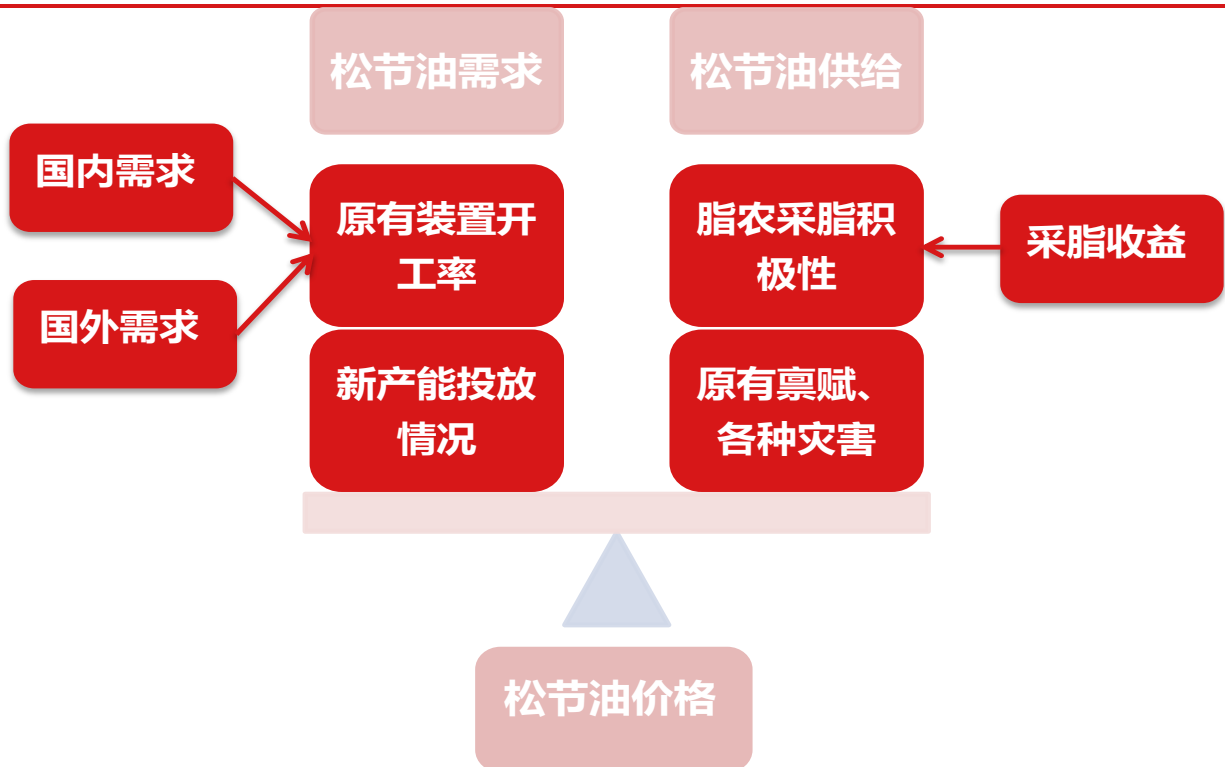 松节油需求
松节油供给
国内需求
原有装置开
工率
脂农采脂积
极性
采脂收益
国外需求
新产能投放
情况
原有禀赋、
各种灾害
松节油价格